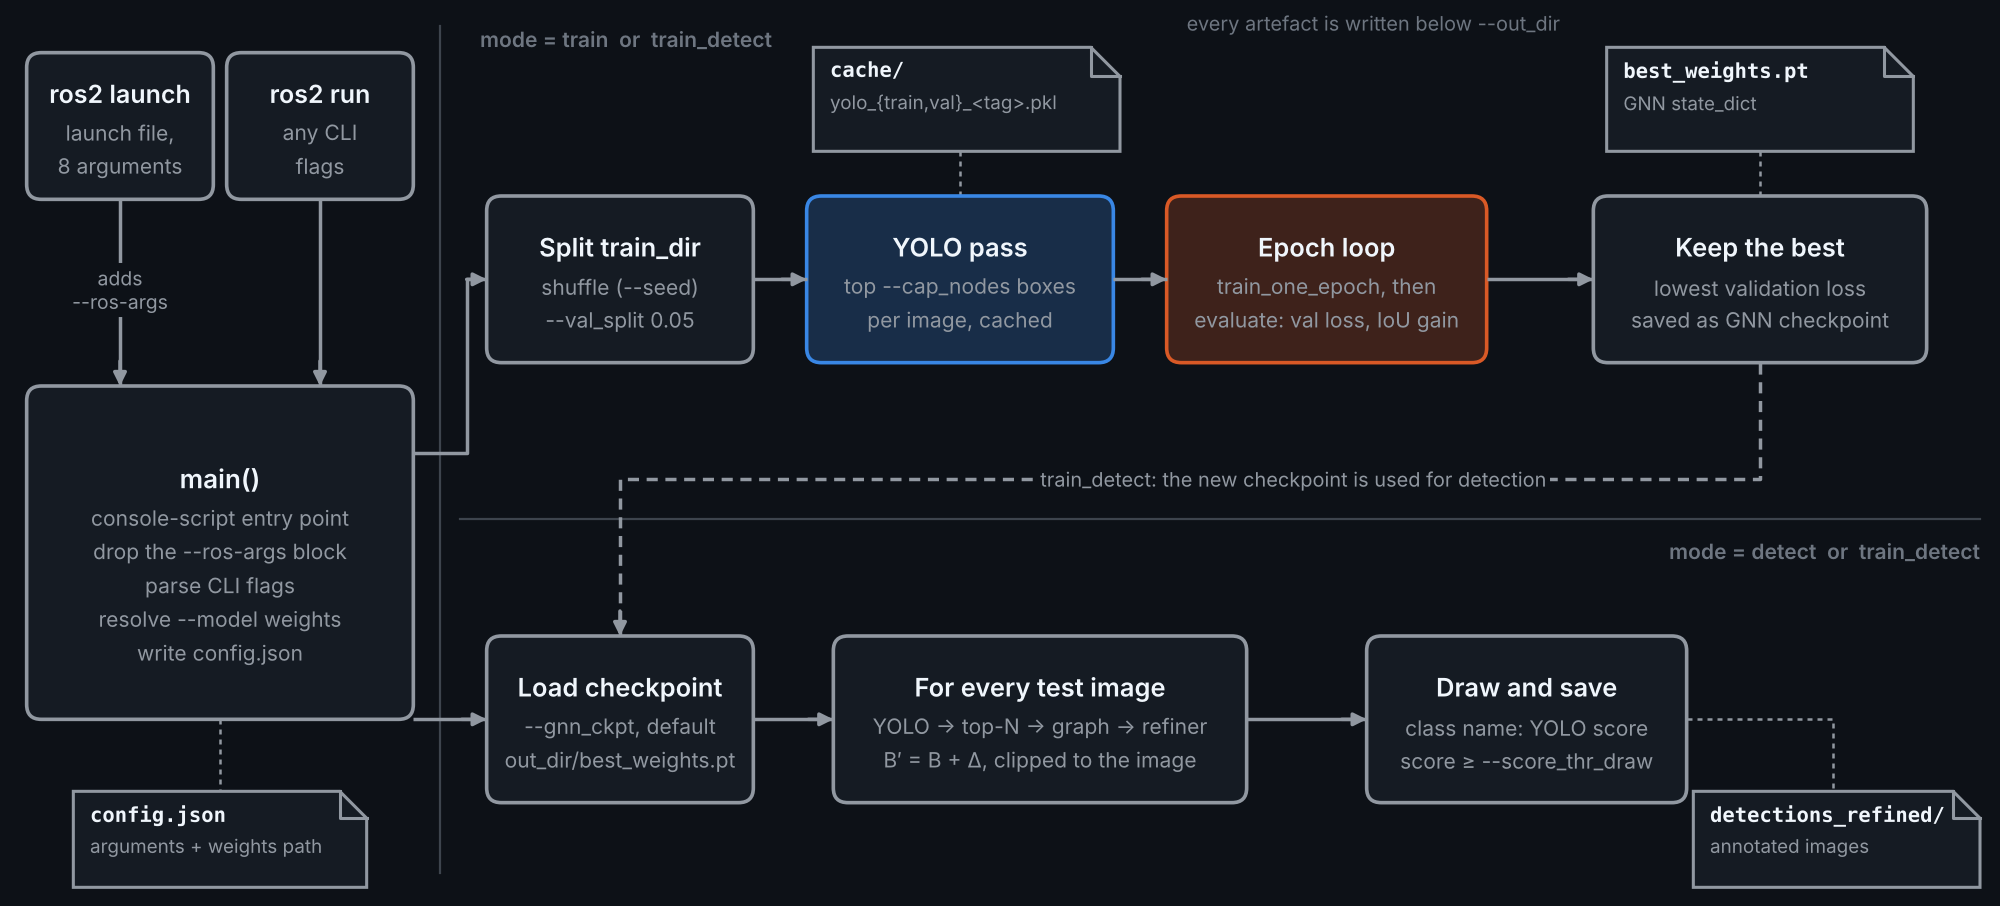 every artefact is written below --out_dir
mode = train or train_detect
ros2 launch
launch file,
8 arguments
ros2 run
any CLI
flags
adds
--ros-args
main()
console-script entry point
drop the --ros-args block
parse CLI flags
resolve --model weights
write config.json
config.json
arguments + weights path
cache/
yolo_{train,val}_<tag>.pkl
best_weights.pt
GNN state_dict
Split train_dir
shuffle (--seed)
--val_split 0.05
YOLO pass
top --cap_nodes boxes
per image, cached
Epoch loop
train_one_epoch, then
evaluate: val loss, IoU gain
Keep the best
lowest validation loss
saved as GNN checkpoint
train_detect: the new checkpoint is used for detection
mode = detect or train_detect
Load checkpoint
--gnn_ckpt, default
out_dir/best_weights.pt
For every test image
YOLO → top-N → graph → refiner
B′ = B + Δ, clipped to the image
Draw and save
class name: YOLO score
score ≥ --score_thr_draw
detections_refined/
annotated images